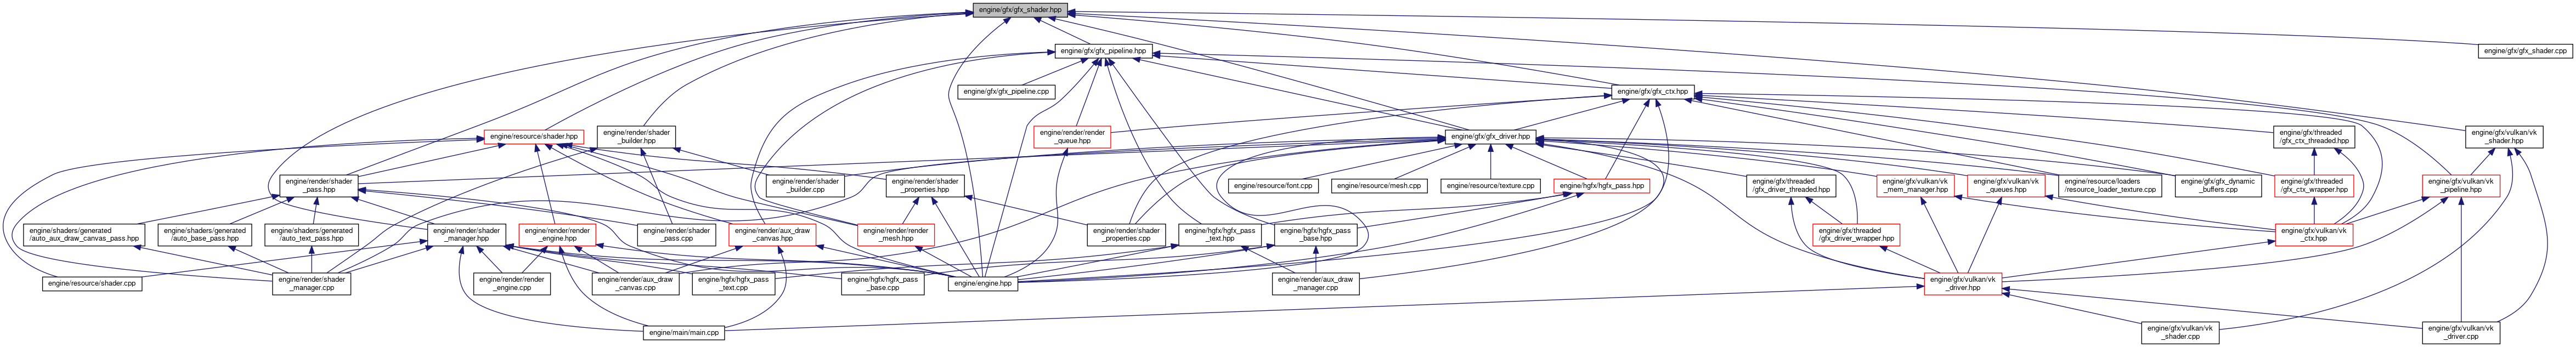 engine/gfx/gfx_shader.hpp
engine/gfx/gfx_pipeline.hpp
engine/gfx/gfx_shader.cpp
engine/gfx/gfx_pipeline.cpp
engine/gfx/gfx_ctx.hpp
engine/resource/shader.hpp
engine/render/shader
_builder.hpp
engine/render/render
_queue.hpp
engine/gfx/gfx_driver.hpp
engine/gfx/threaded
/gfx_ctx_threaded.hpp
engine/gfx/vulkan/vk
_shader.hpp
engine/render/shader
_pass.hpp
engine/render/shader
_builder.cpp
engine/render/shader
_properties.hpp
engine/resource/font.cpp
engine/resource/mesh.cpp
engine/resource/texture.cpp
engine/hgfx/hgfx_pass.hpp
engine/gfx/threaded
/gfx_driver_threaded.hpp
engine/gfx/vulkan/vk
_mem_manager.hpp
engine/gfx/vulkan/vk
_queues.hpp
engine/resource/loaders
/resource_loader_texture.cpp
engine/gfx/gfx_dynamic
_buffers.cpp
engine/gfx/threaded
/gfx_ctx_wrapper.hpp
engine/gfx/vulkan/vk
_pipeline.hpp
engine/shaders/generated
/auto_aux_draw_canvas_pass.hpp
engine/shaders/generated
/auto_base_pass.hpp
engine/shaders/generated
/auto_text_pass.hpp
engine/render/shader
_manager.hpp
engine/render/render
_engine.hpp
engine/render/shader
_pass.cpp
engine/render/aux_draw
_canvas.hpp
engine/render/render
_mesh.hpp
engine/render/shader
_properties.cpp
engine/hgfx/hgfx_pass
_text.hpp
engine/hgfx/hgfx_pass
_base.hpp
engine/gfx/threaded
/gfx_driver_wrapper.hpp
engine/gfx/vulkan/vk
_ctx.hpp
engine/resource/shader.cpp
engine/render/shader
_manager.cpp
engine/render/render
_engine.cpp
engine/render/aux_draw
_canvas.cpp
engine/hgfx/hgfx_pass
_text.cpp
engine/hgfx/hgfx_pass
_base.cpp
engine/engine.hpp
engine/render/aux_draw
_manager.cpp
engine/gfx/vulkan/vk
_driver.hpp
engine/main/main.cpp
engine/gfx/vulkan/vk
_shader.cpp
engine/gfx/vulkan/vk
_driver.cpp